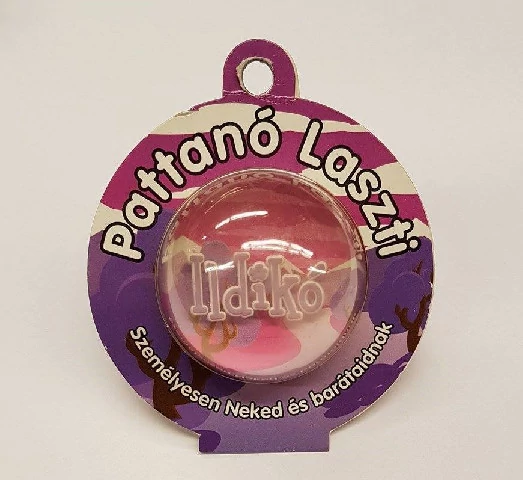 Pattanó Laszti
Ildikó
Személyesen Neked és barátaidnak